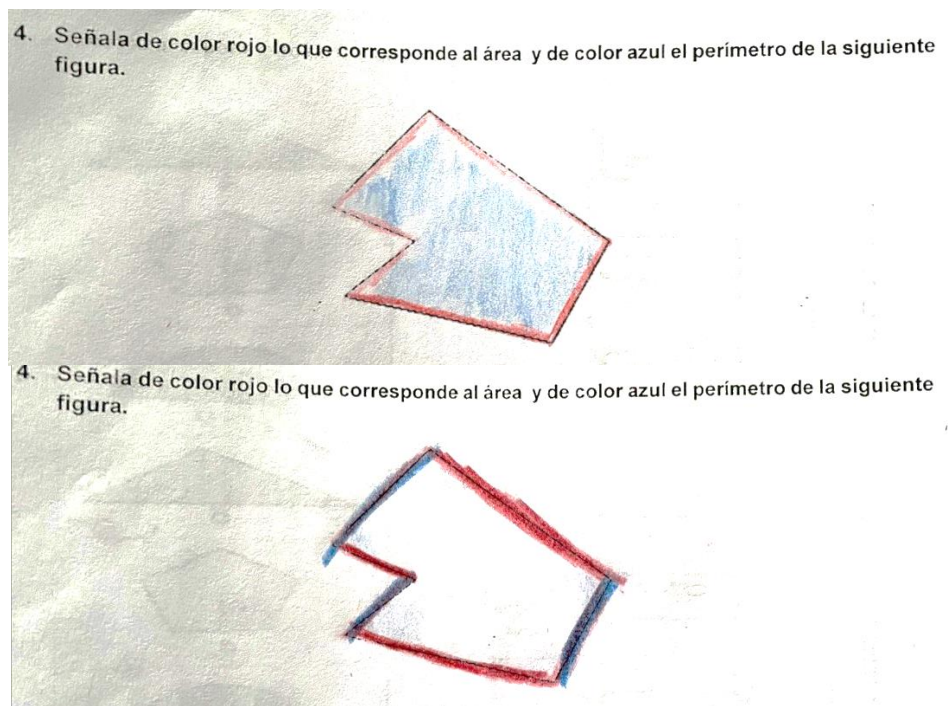 4. Señala de color rojo lo que corresponde al área y de color azul el perímetro de la siguiente
figura.
4. Señala de color rojo lo que corresponde al área y de color azul el perímetro de la siguiente
figura.